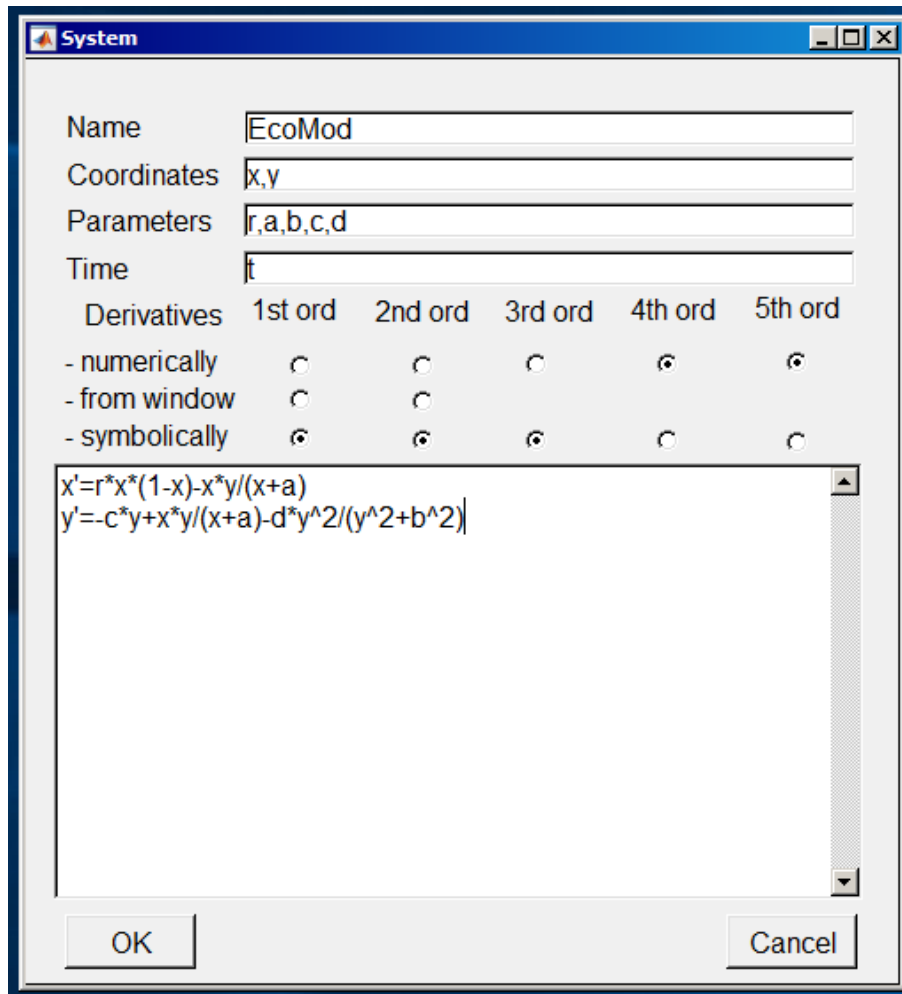 System
Name EcoMod
Coordinates x,y
Parameters r,a,b,c,d
Time t
Derivatives 1st ord 2nd ord 3rd ord 4th ord 5th ord
- numerically
- from window
- symbolically
x'=r*x*(1-x)-x*y/(x+a)
y'=-c*y+x*y/(x+a)-d*y^2/(y^2+b^2)
OK Cancel